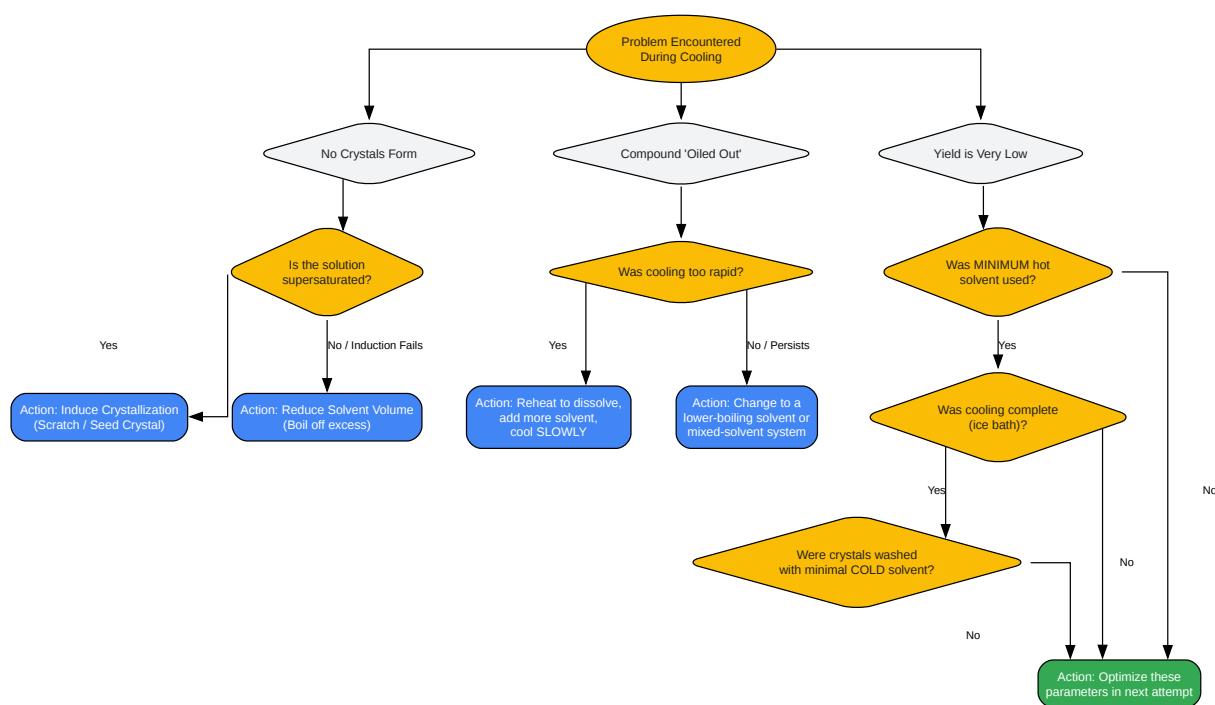 Problem Encountered
During Cooling
No Crystals Form
Compound 'Oiled Out'
Yield is Very Low
Is the solution
supersaturated?
Was cooling too rapid?
Was MINIMUM hot
solvent used?
Yes
No / Induction Fails
Yes
No / Persists
Yes
Action: Induce Crystallization
(Scratch / Seed Crystal)
Action: Reduce Solvent Volume
(Boil off excess)
Action: Reheat to dissolve,
add more solvent,
cool SLOWLY
Action: Change to a
lower-boiling solvent or
mixed-solvent system
Was cooling complete
(ice bath)?
Yes
No
Were crystals washed
with minimal COLD solvent?
No
No
Action: Optimize these
parameters in next attempt